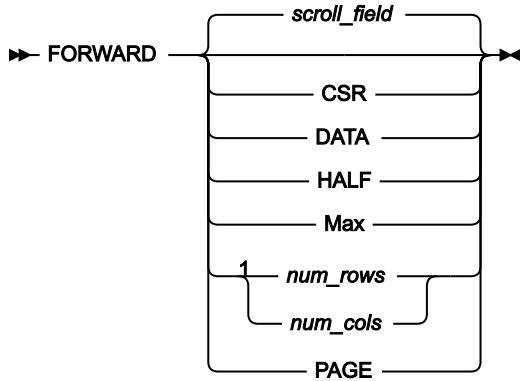 scroll_field
FORWARD
CSR
DATA
HALF
Max
1
num_rows
num_cols
PAGE